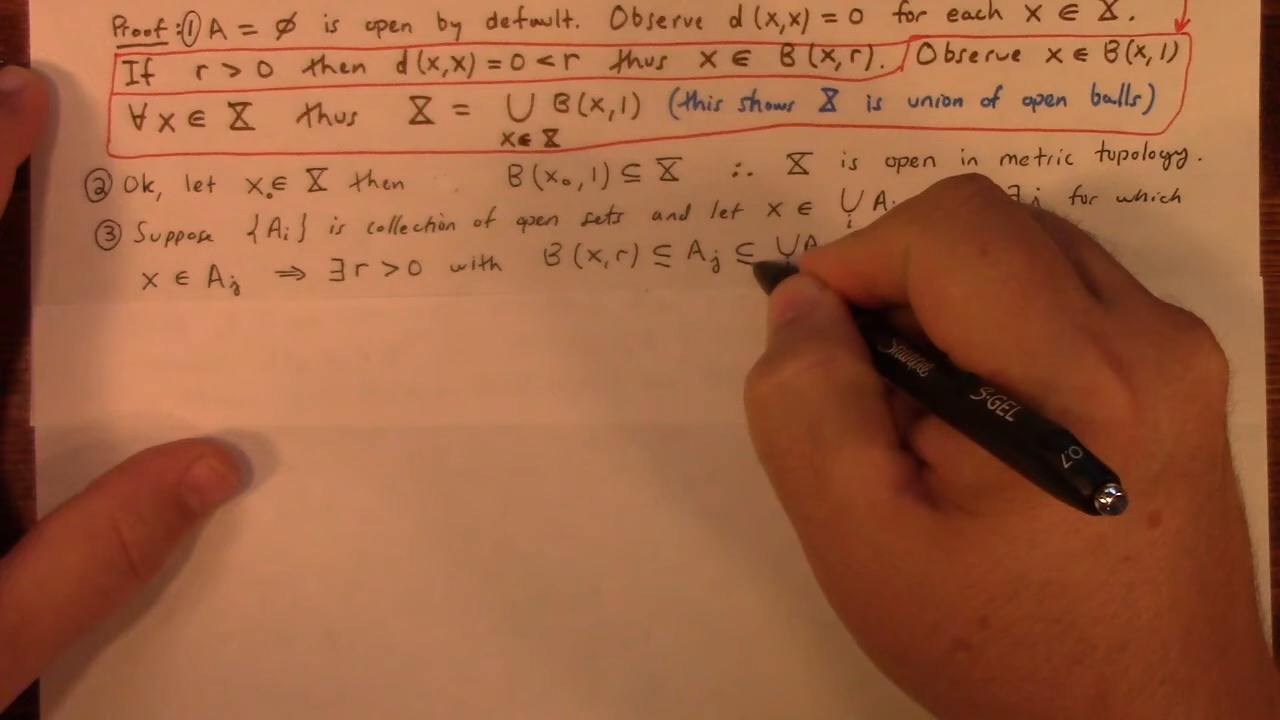 Proof: ① A = ∅ is open by default. Observe d(x,x) = 0 for each x ∈ X.
If r > 0 then d(x,x) = 0 < r thus x ∈ B(x,r). Observe x ∈ B(x,1)
∀ x ∈ X thus X = ∪ B(x,1) (this shows X is union of open balls)
x∈X
② Ok, let x₀ ∈ X then B(x₀,1) ⊆ X ∴ X is open in metric topology.
③ Suppose {Aᵢ} is collection of open sets and let x ∈ ∪ Aᵢ ∃ j for which
i
x ∈ Aⱼ ⇒ ∃ r > 0 with B(x,r) ⊆ Aⱼ ⊆ ∪ A
S·GEL
0.7